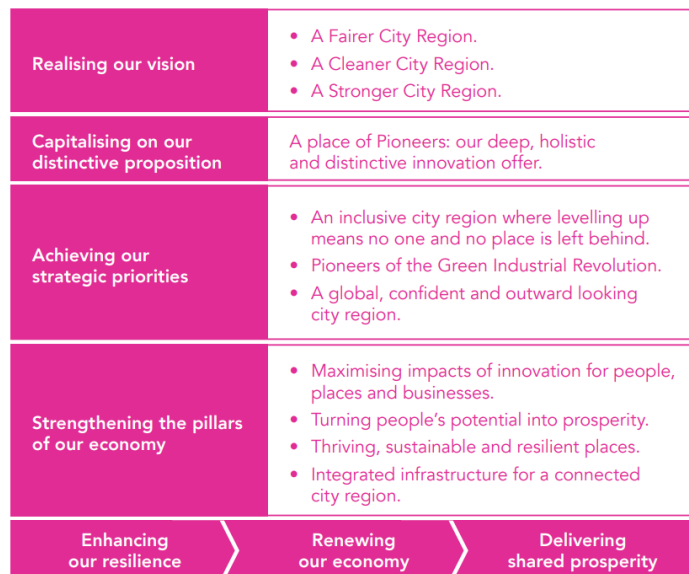 Realising our vision
• A Fairer City Region.
• A Cleaner City Region.
• A Stronger City Region.
Capitalising on our
distinctive proposition
A place of Pioneers: our deep, holistic
and distinctive innovation offer.
Achieving our
strategic priorities
• An inclusive city region where levelling up
means no one and no place is left behind.
• Pioneers of the Green Industrial Revolution.
• A global, confident and outward looking
city region.
Strengthening the pillars
of our economy
• Maximising impacts of innovation for people,
places and businesses.
• Turning people’s potential into prosperity.
• Thriving, sustainable and resilient places.
• Integrated infrastructure for a connected
city region.
Enhancing
our resilience
Renewing
our economy
Delivering
shared prosperity